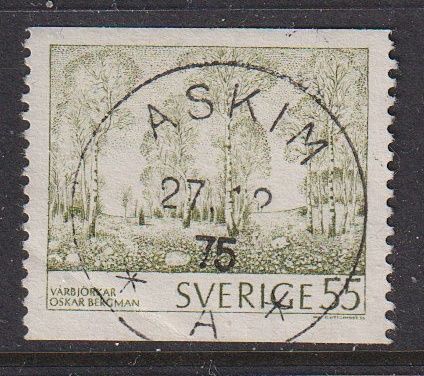 ASKIM
27 12
75
VÅRBJÖRKAR
OSKAR BERGMAN
SVERIGE 55
* A *